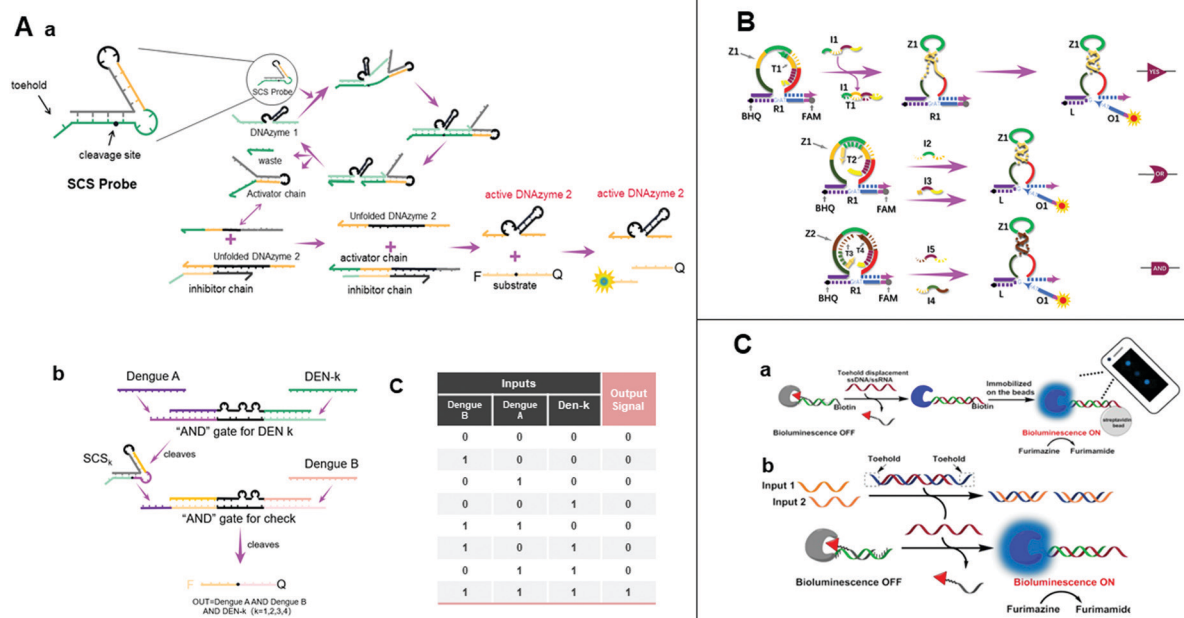 A a
toehold
cleavage site
SCS Probe
SCS Probe
DNAzyme 1
waste
Activator chain
Unfolded DNAzyme 2
inhibitor chain
Unfolded DNAzyme 2
activator chain
inhibitor chain
active DNAzyme 2
F Q
substrate
active DNAzyme 2
Q
b
Dengue A
DEN-k
"AND" gate for DEN k
SCSk
cleaves
Dengue B
"AND" gate for check
cleaves
F Q
OUT=Dengue A AND Dengue B
AND DEN-k (k=1,2,3,4)
C
Inputs Output Signal
Dengue B Dengue A Den-k
0 0 0 0
1 0 0 0
0 1 0 0
0 0 1 0
1 1 0 0
1 0 1 0
0 1 1 0
1 1 1 1
B
Z1
T1
I1
I1
T1
BHQ R1 FAM
Z1
R1
Z1
L O1
YES
Z1
T2
I2
I3
BHQ R1 FAM
Z1
L O1
OR
Z2
T3 T4
I5
I4
BHQ R1 FAM
Z1
L O1
AND
C
a
Toehold displacement
ssDNA/ssRNA
Biotin
Bioluminescence OFF
Biotin
Immobilized
on the beads
streptavidin
bead
Bioluminescence ON
Furimazine Furimamide
b
Toehold Toehold
Input 1
Input 2
Bioluminescence OFF
Bioluminescence ON
Furimazine Furimamide